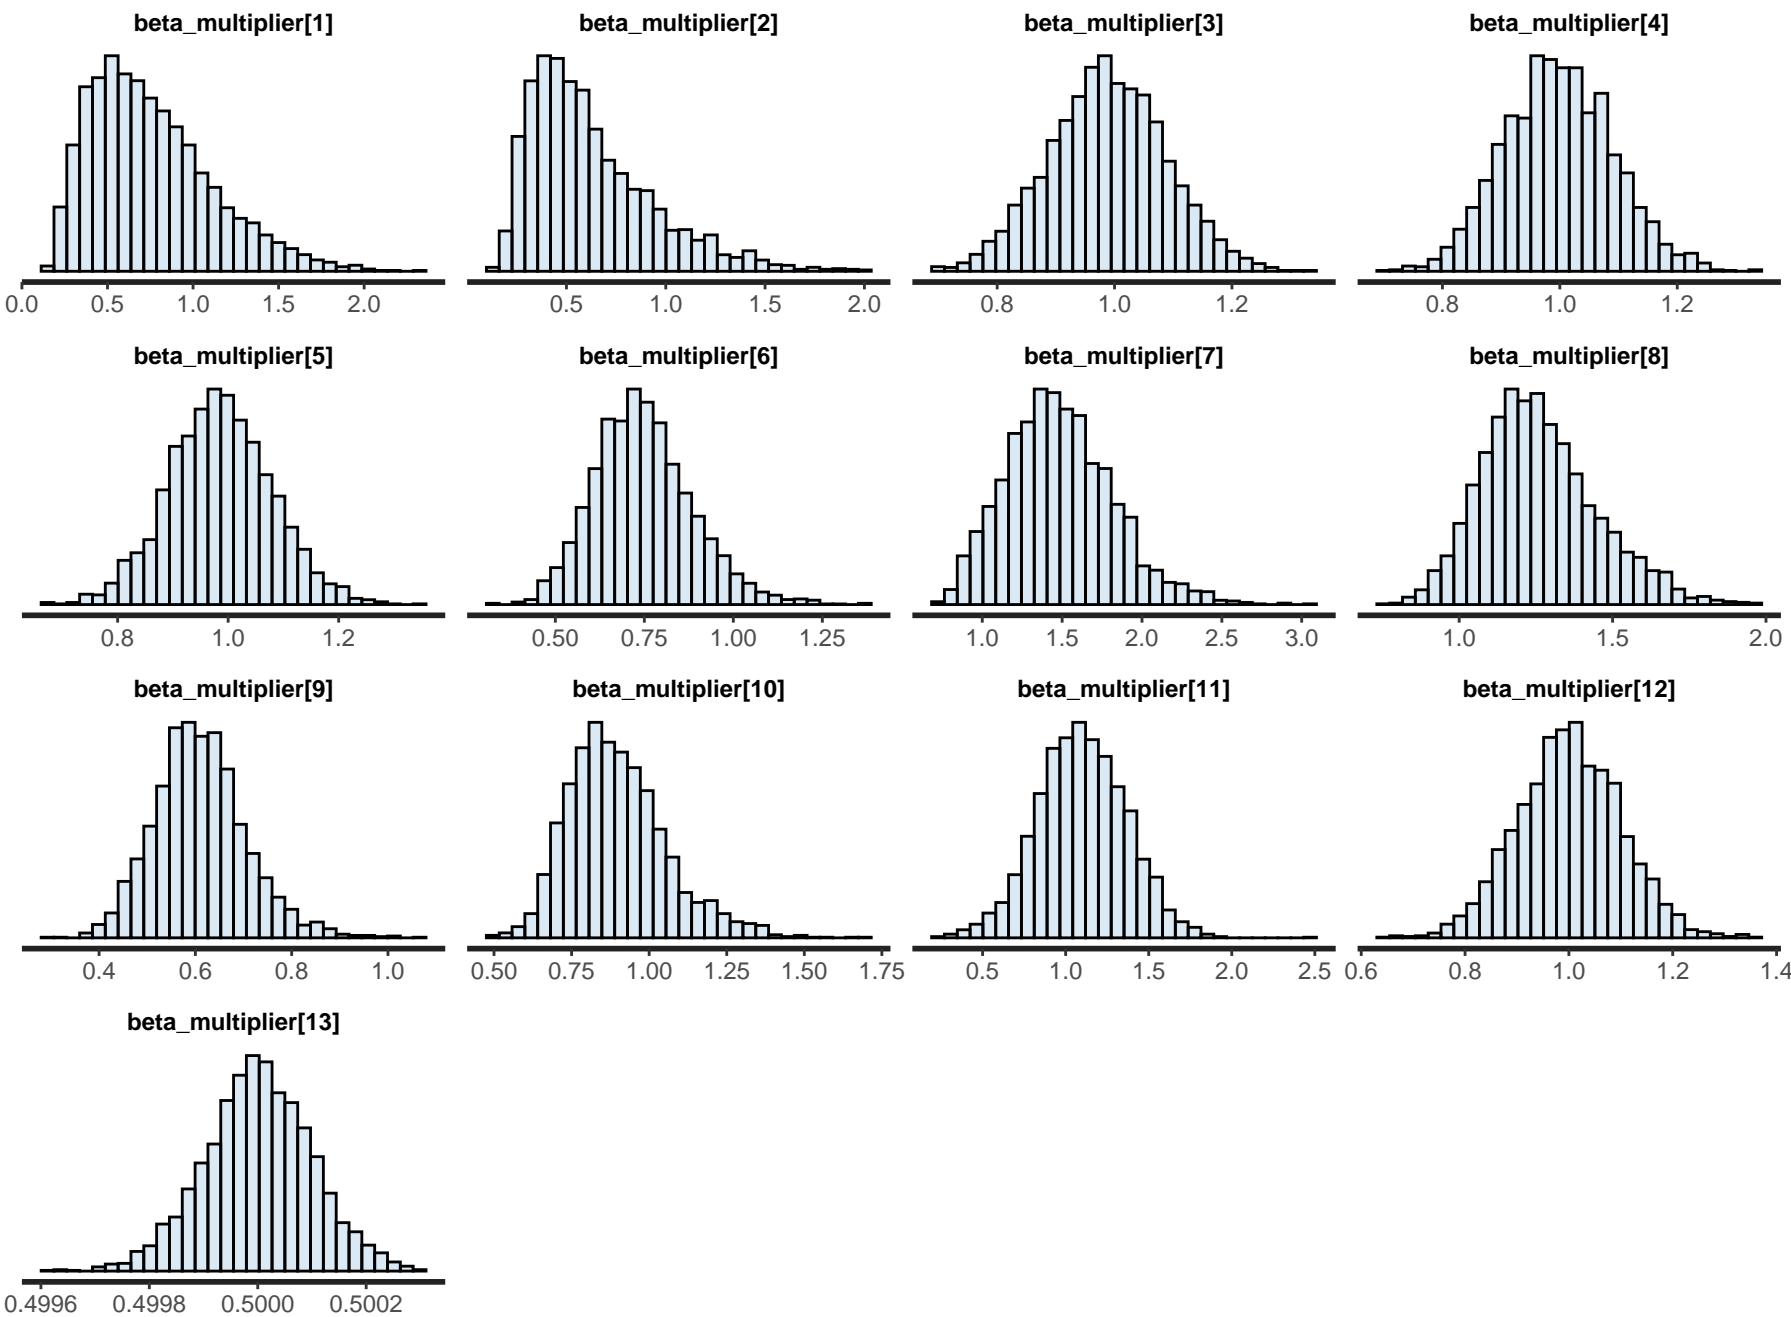 beta_multiplier[1] beta_multiplier[2] beta_multiplier[3] beta_multiplier[4]
0.0 0.5 1.0 1.5 2.0 0.5 1.0 1.5 2.0 0.8 1.0 1.2 0.8 1.0 1.2
beta_multiplier[5] beta_multiplier[6] beta_multiplier[7] beta_multiplier[8]
0.8 1.0 1.2 0.50 0.75 1.00 1.25 1.0 1.5 2.0 2.5 3.0 1.0 1.5 2.0
beta_multiplier[9] beta_multiplier[10] beta_multiplier[11] beta_multiplier[12]
0.4 0.6 0.8 1.0 0.50 0.75 1.00 1.25 1.50 1.75 0.5 1.0 1.5 2.0 2.5 0.6 0.8 1.0 1.2 1.4
beta_multiplier[13]
0.4996 0.4998 0.5000 0.5002